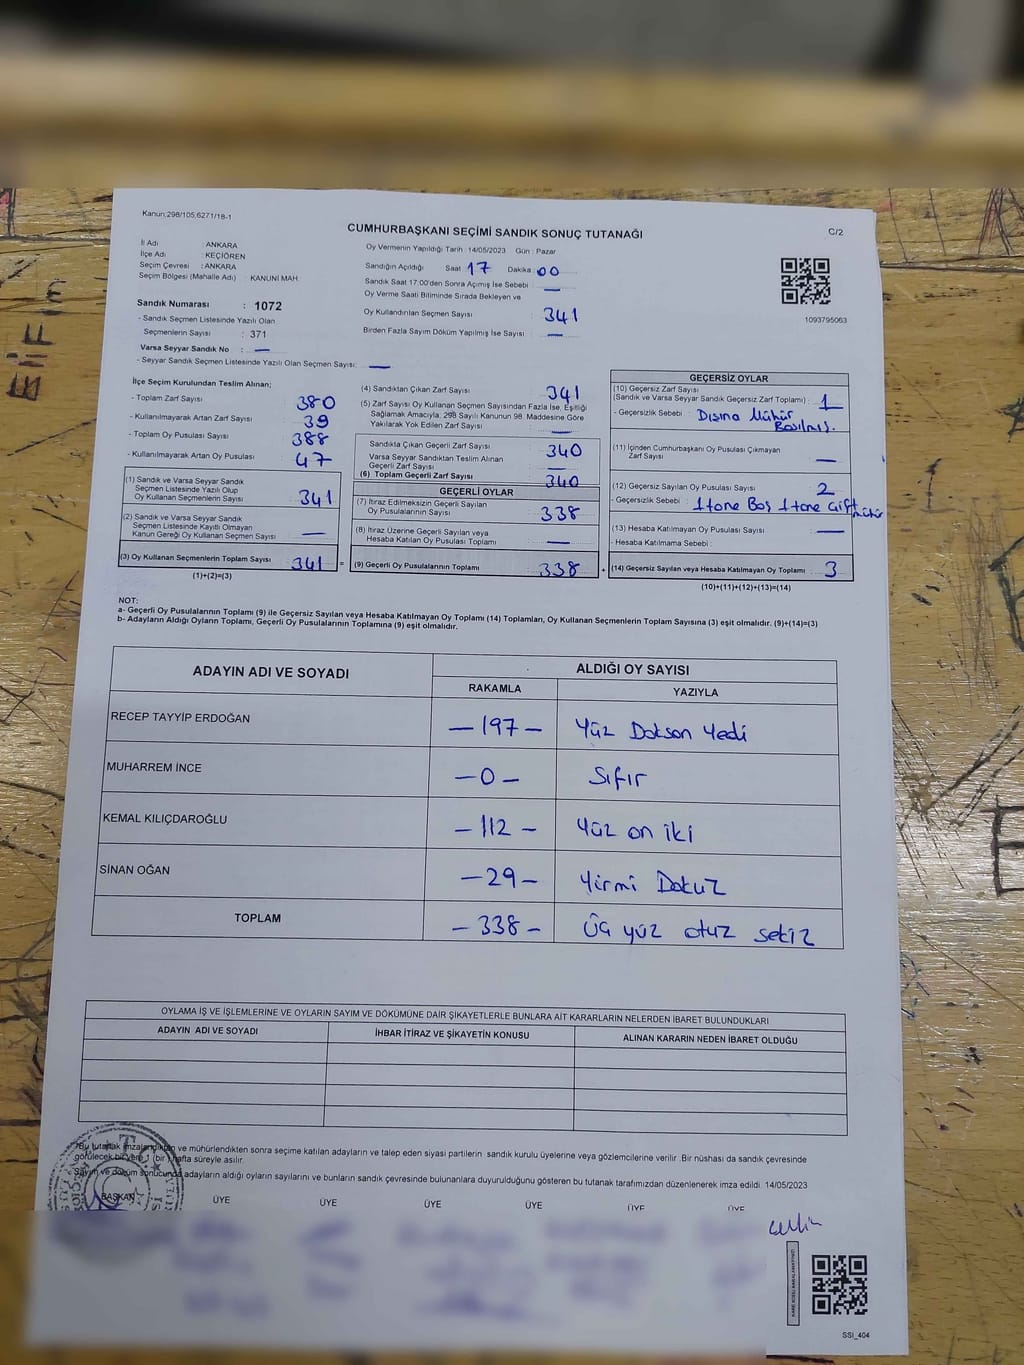 Kanun;298/105,6271/18-1
CUMHURBAŞKANI SEÇİMİ SANDIK SONUÇ TUTANAĞI
C/2
İl Adı : ANKARA
İlçe Adı : KEÇİÖREN
Seçim Çevresi : ANKARA
Seçim Bölgesi (Mahalle Adı) : KANUNİ MAH.
Sandık Numarası : 1072
- Sandık Seçmen Listesinde Yazılı Olan
Seçmenlerin Sayısı : 371
Varsa Seyyar Sandık No : —
- Seyyar Sandık Seçmen Listesinde Yazılı Olan Seçmen Sayısı: —
Oy Vermenin Yapıldığı Tarih : 14/05/2023 Gün : Pazar
Sandığın Açıldığı Saat 17 Dakika 00
Sandık Saat 17:00'den Sonra Açımış İse Sebebi : —
Oy Verme Saati Bitiminde Sırada Bekleyen ve
Oy Kullandırılan Seçmen Sayısı : 341
Birden Fazla Sayım Döküm Yapılmış İse Sayısı : —
1093795063
İlçe Seçim Kurulundan Teslim Alınan;
- Toplam Zarf Sayısı : 380
- Kullanılmayarak Artan Zarf Sayısı : 39
- Toplam Oy Pusulası Sayısı : 388
- Kullanılmayarak Artan Oy Pusulası : 47
(1) Sandık ve Varsa Seyyar Sandık
Seçmen Listesinde Yazılı Olup
Oy Kullanan Seçmenlerin Sayısı : 341
(2) Sandık ve Varsa Seyyar Sandık
Seçmen Listesinde Kayıtlı Olmayan
Kanun Gereği Oy Kullanan Seçmen Sayısı : —
(3) Oy Kullanan Seçmenlerin Toplam Sayısı : 341 =
(1)+(2)=(3)
(4) Sandıktan Çıkan Zarf Sayısı : 341
(5) Zarf Sayısı Oy Kullanan Seçmen Sayısından Fazla İse, Eşitliği
Sağlamak Amacıyla, 298 Sayılı Kanunun 98. Maddesine Göre
Yakılarak Yok Edilen Zarf Sayısı : —
Sandıkla Çıkan Geçerli Zarf Sayısı : 340
Varsa Seyyar Sandıktan Teslim Alınan
Geçerli Zarf Sayısı : —
(6) Toplam Geçerli Zarf Sayısı : 340
GEÇERLİ OYLAR
(7) İtiraz Edilmeksizin Geçerli Sayılan
Oy Pusulalarının Sayısı : 338
(8) İtiraz Üzerine Geçerli Sayılan veya
Hesaba Katılan Oy Pusulası Toplamı : —
(9) Geçerli Oy Pusulalarının Toplamı : 338 +
GEÇERSİZ OYLAR
(10) Geçersiz Zarf Sayısı
(Sandık ve Varsa Seyyar Sandık Geçersiz Zarf Toplamı) : 1
- Geçersizlik Sebebi : Dışına Mühür
Basılmış.
(11) İçinden Cumhurbaşkanı Oy Pusulası Çıkmayan
Zarf Sayısı : —
(12) Geçersiz Sayılan Oy Pusulası Sayısı : 2
- Geçersizlik Sebebi : 1 tane Boş 1 tane Çift
(13) Hesaba Katılmayan Oy Pusulası Sayısı : —
- Hesaba Katılmama Sebebi :
(14) Geçersiz Sayılan veya Hesaba Katılmayan Oy Toplamı : 3
(10)+(11)+(12)+(13)=(14)
NOT:
a- Geçerli Oy Pusulalarının Toplamı (9) ile Geçersiz Sayılan veya Hesaba Katılmayan Oy Toplamı (14) Toplamları, Oy Kullanan Seçmenlerin Toplam Sayısına (3) eşit olmalıdır. (9)+(14)=(3)
b- Adayların Aldığı Oyların Toplamı, Geçerli Oy Pusulalarının Toplamına (9) eşit olmalıdır.
ADAYIN ADI VE SOYADI ALDIĞI OY SAYISI
RAKAMLA YAZIYLA
RECEP TAYYİP ERDOĞAN — 197 — Yüz Doksan Yedi
MUHARREM İNCE — 0 — Sıfır
KEMAL KILIÇDAROĞLU — 112 — Yüz on iki
SİNAN OĞAN — 29 — Yirmi Dokuz
TOPLAM — 338 — Üç yüz otuz sekiz
OYLAMA İŞ VE İŞLEMLERİNE VE OYLARIN SAYIM VE DÖKÜMÜNE DAİR ŞİKAYETLERLE BUNLARA AİT KARARLARIN NELERDEN İBARET BULUNDUKLARI
ADAYIN ADI VE SOYADI İHBAR İTİRAZ VE ŞİKAYETİN KONUSU ALINAN KARARIN NEDEN İBARET OLDUĞU
*Bu tutanak imzalandıktan ve mühürlendikten sonra seçime katılan adayların ve talep eden siyasi partilerin sandık kurulu üyelerine veya gözlemcilerine verilir .Bir nüshası da sandık çevresinde
görülecek bir yere 1 (bir ) hafta süreyle asılır.
Sayım ve döküm sonucunda adayların aldığı oyların sayılarını ve bunların sandık çevresinde bulunanlara duyurulduğunu gösteren bu tutanak tarafımızdan düzenlenerek imza edildi. 14/05/2023
BAŞKAN ÜYE ÜYE ÜYE ÜYE ÜYE ÜYE
SSI_404